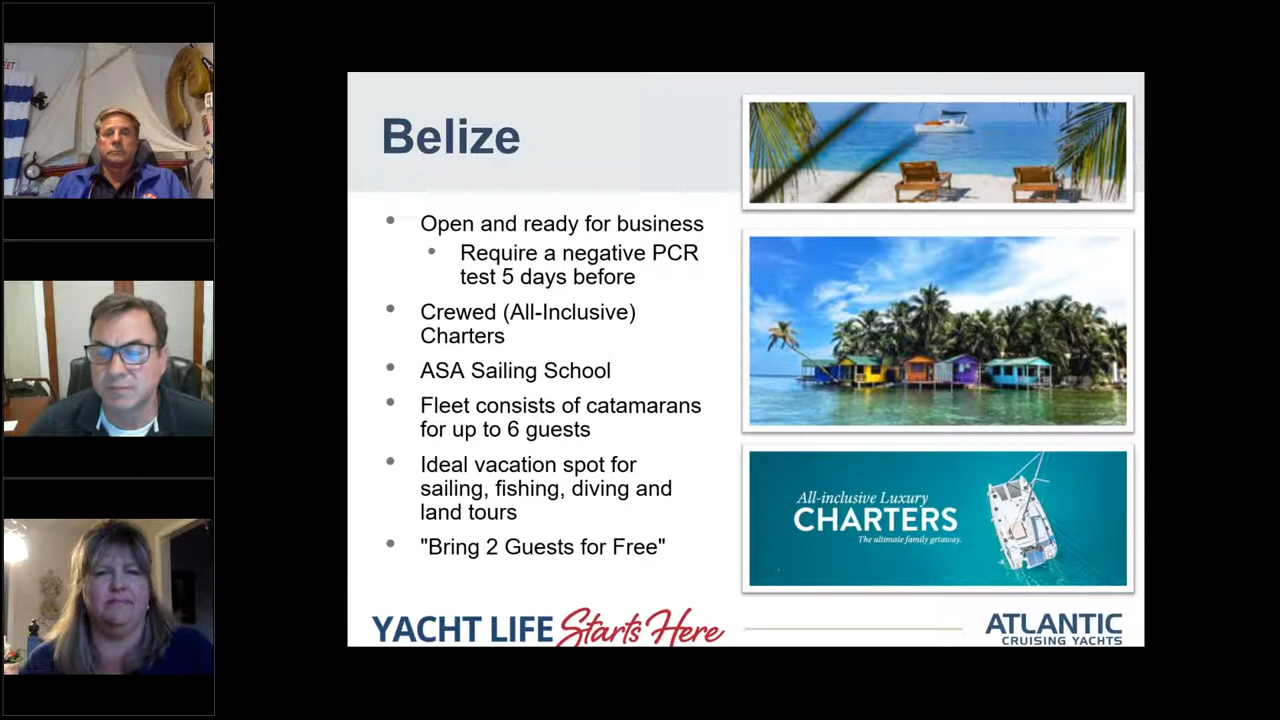 Belize
Open and ready for business
Require a negative PCR
test 5 days before
Crewed (All-Inclusive)
Charters
ASA Sailing School
Fleet consists of catamarans
for up to 6 guests
Ideal vacation spot for
sailing, fishing, diving and
land tours
"Bring 2 Guests for Free"
All-inclusive Luxury
CHARTERS
The ultimate family getaway.
YACHT LIFE Starts Here
ATLANTIC
CRUISING YACHTS